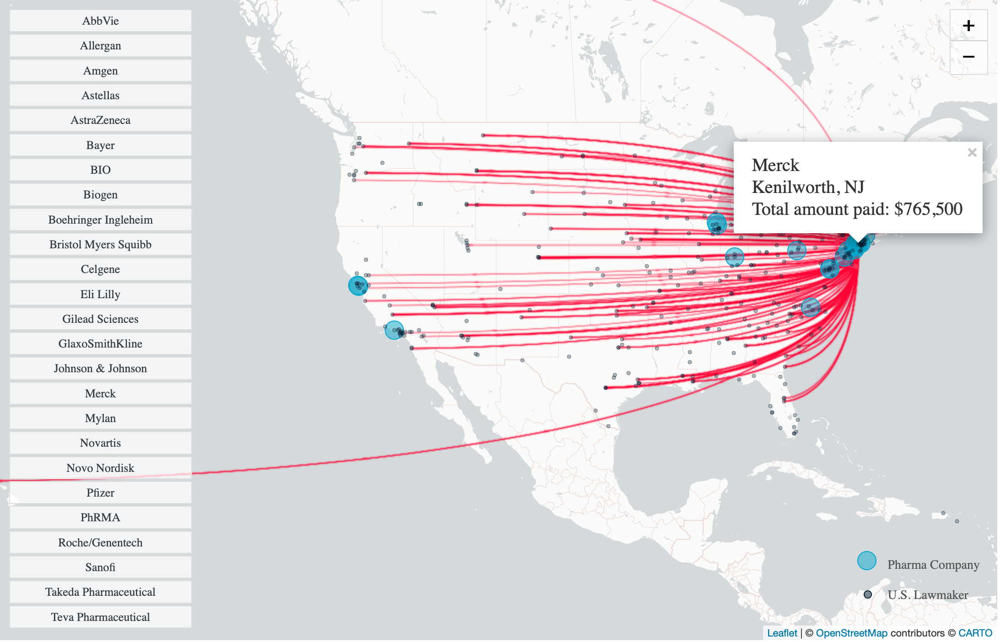 AbbVie
Allergan
Amgen
Astellas
AstraZeneca
Bayer
BIO
Biogen
Boehringer Ingleheim
Bristol Myers Squibb
Celgene
Eli Lilly
Gilead Sciences
GlaxoSmithKline
Johnson & Johnson
Merck
Mylan
Novartis
Novo Nordisk
Pfizer
PhRMA
Roche/Genentech
Sanofi
Takeda Pharmaceutical
Teva Pharmaceutical
+
−
×
Merck
Kenilworth, NJ
Total amount paid: $765,500
Pharma Company
U.S. Lawmaker
Leaflet | © OpenStreetMap contributors © CARTO